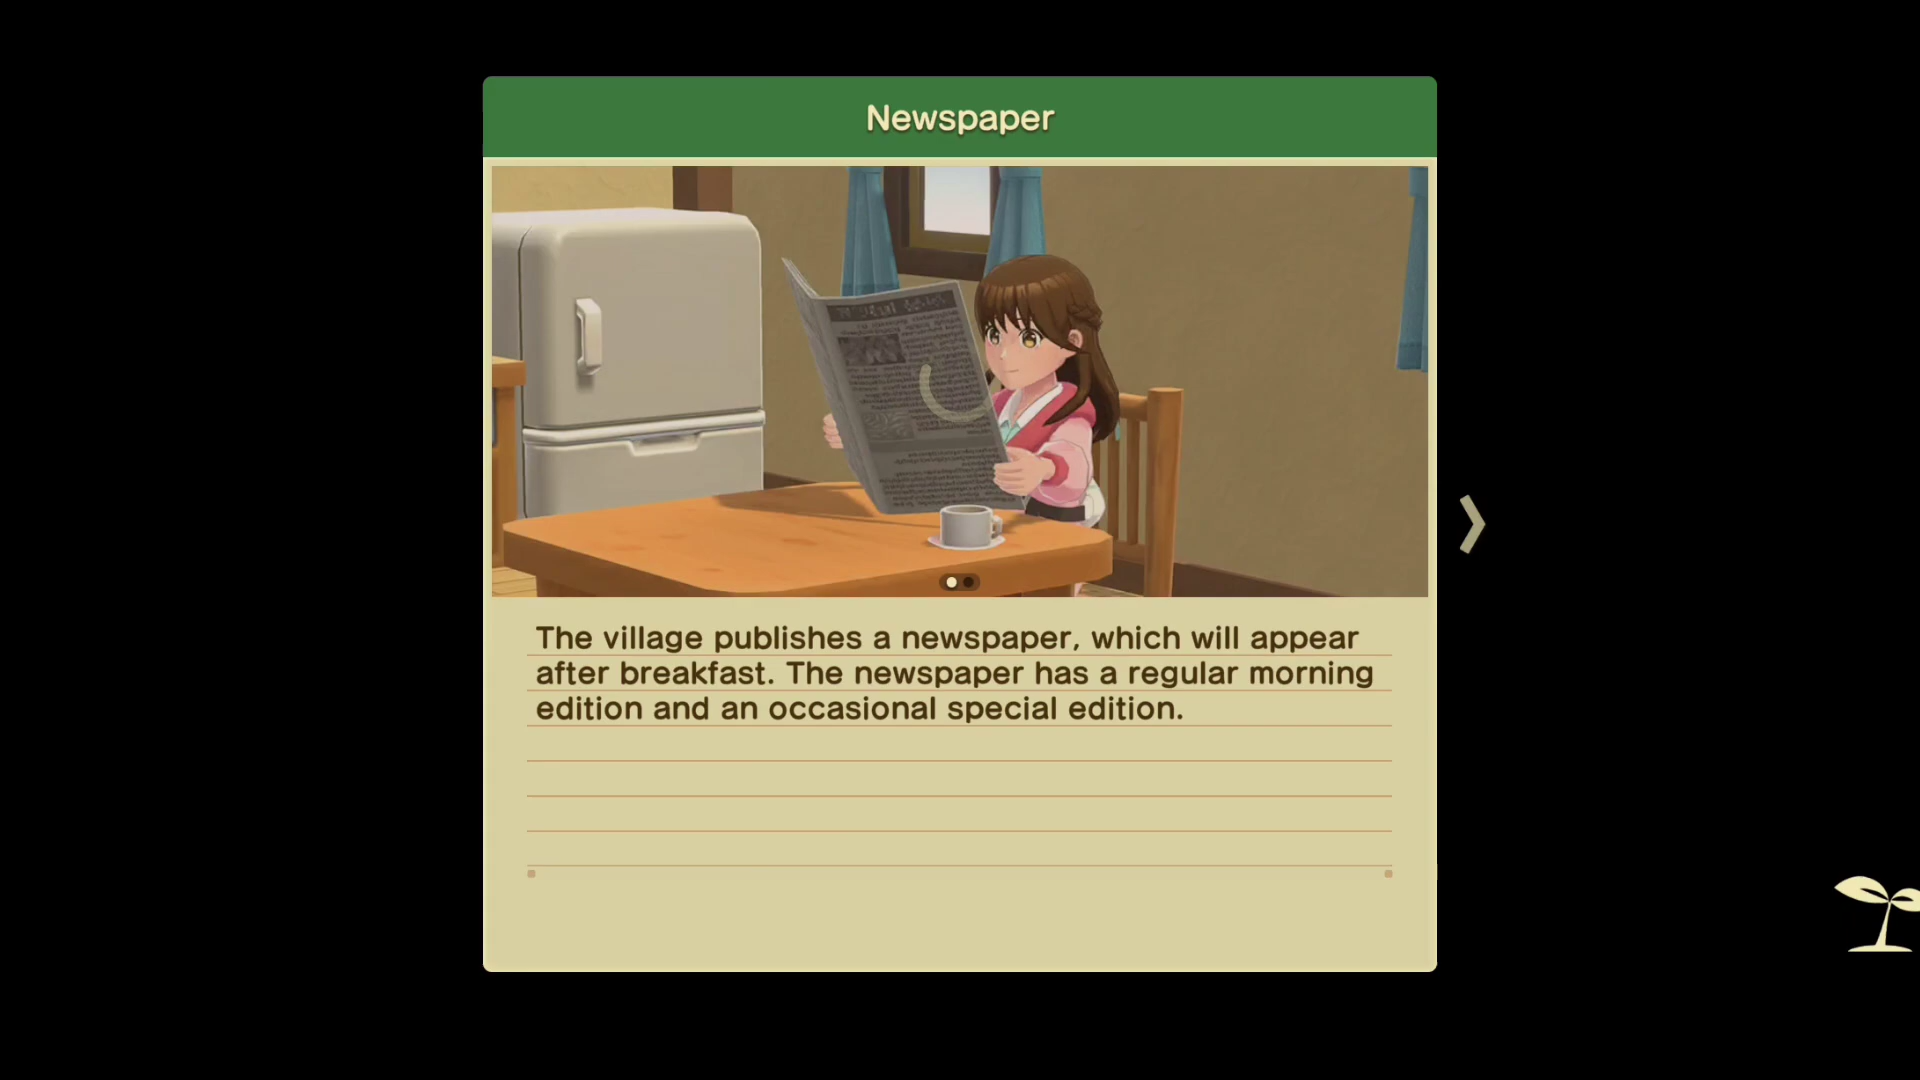 Newspaper
The village publishes a newspaper, which will appear
after breakfast. The newspaper has a regular morning
edition and an occasional special edition.